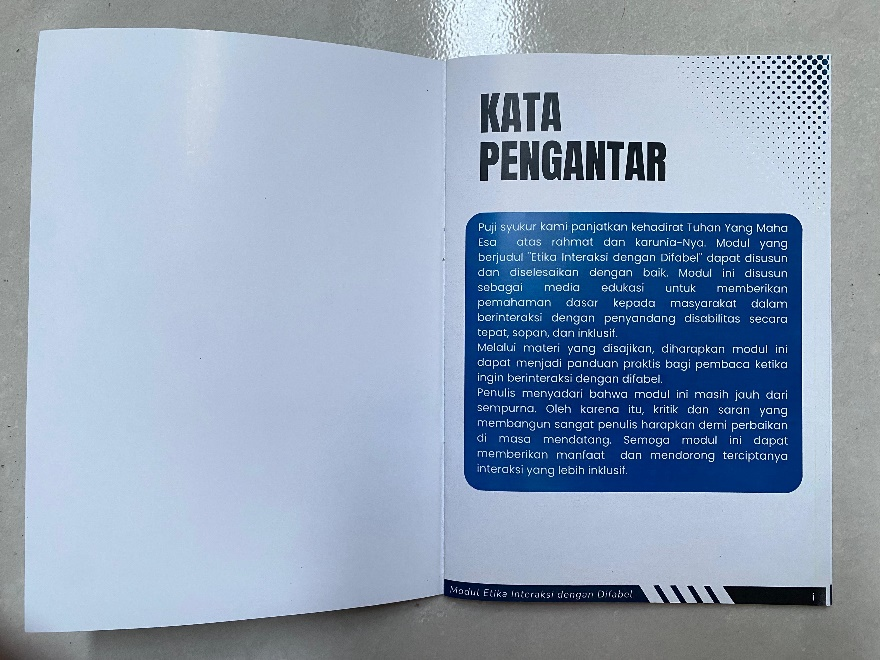 KATA
PENGANTAR
Puji syukur kami panjatkan kehadirat Tuhan Yang Maha
Esa atas rahmat dan karunia-Nya. Modul yang
berjudul "Etika Interaksi dengan Difabel" dapat disusun
dan diselesaikan dengan baik. Modul ini disusun
sebagai media edukasi untuk memberikan
pemahaman dasar kepada masyarakat dalam
berinteraksi dengan penyandang disabilitas secara
tepat, sopan, dan inklusif.
Melalui materi yang disajikan, diharapkan modul ini
dapat menjadi panduan praktis bagi pembaca ketika
ingin berinteraksi dengan difabel.
Penulis menyadari bahwa modul ini masih jauh dari
sempurna. Oleh karena itu, kritik dan saran yang
membangun sangat penulis harapkan demi perbaikan
di masa mendatang. Semoga modul ini dapat
memberikan manfaat dan mendorong terciptanya
interaksi yang lebih inklusif.
Modul Etika Interaksi dengan Difabel
i